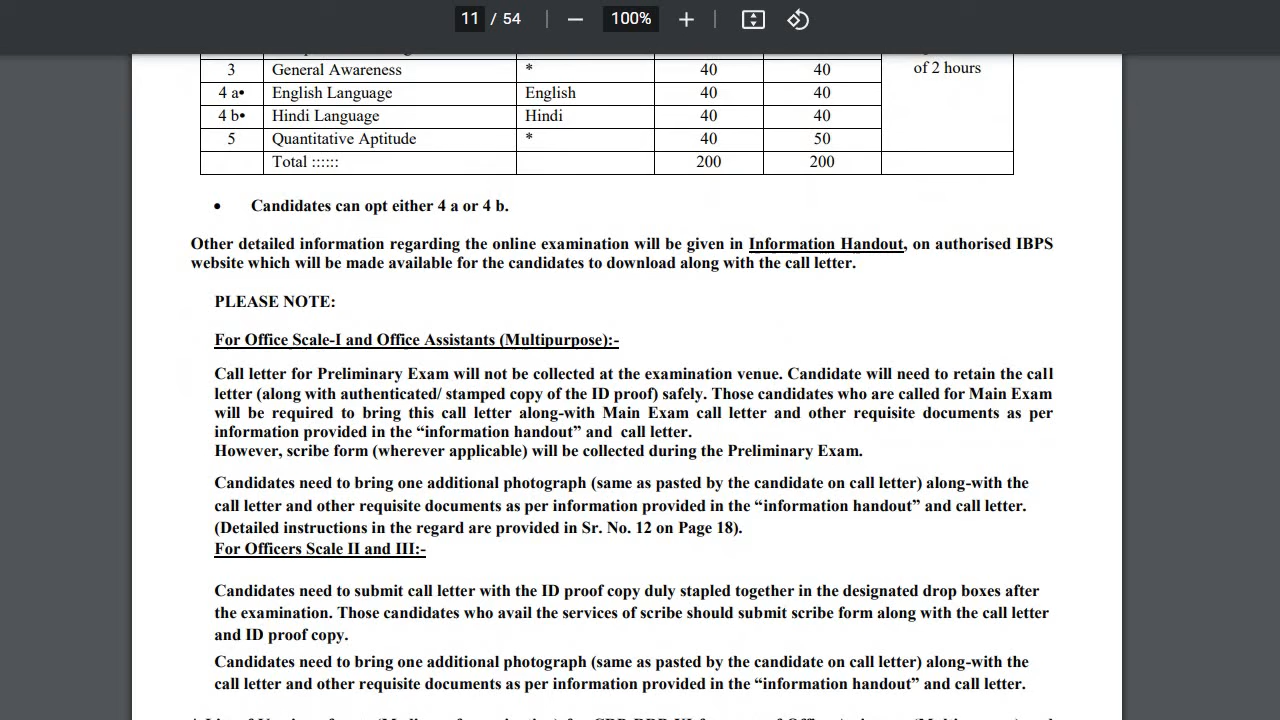 11 / 54 100%
3 General Awareness * 40 40 of 2 hours
4 a• English Language English 40 40
4 b• Hindi Language Hindi 40 40
5 Quantitative Aptitude * 40 50
Total :::::: 200 200
• Candidates can opt either 4 a or 4 b.
Other detailed information regarding the online examination will be given in Information Handout, on authorised IBPS
website which will be made available for the candidates to download along with the call letter.
PLEASE NOTE:
For Office Scale-I and Office Assistants (Multipurpose):-
Call letter for Preliminary Exam will not be collected at the examination venue. Candidate will need to retain the call
letter (along with authenticated/ stamped copy of the ID proof) safely. Those candidates who are called for Main Exam
will be required to bring this call letter along-with Main Exam call letter and other requisite documents as per
information provided in the “information handout” and call letter.
However, scribe form (wherever applicable) will be collected during the Preliminary Exam.
Candidates need to bring one additional photograph (same as pasted by the candidate on call letter) along-with the
call letter and other requisite documents as per information provided in the “information handout” and call letter.
(Detailed instructions in the regard are provided in Sr. No. 12 on Page 18).
For Officers Scale II and III:-
Candidates need to submit call letter with the ID proof copy duly stapled together in the designated drop boxes after
the examination. Those candidates who avail the services of scribe should submit scribe form along with the call letter
and ID proof copy.
Candidates need to bring one additional photograph (same as pasted by the candidate on call letter) along-with the
call letter and other requisite documents as per information provided in the “information handout” and call letter.